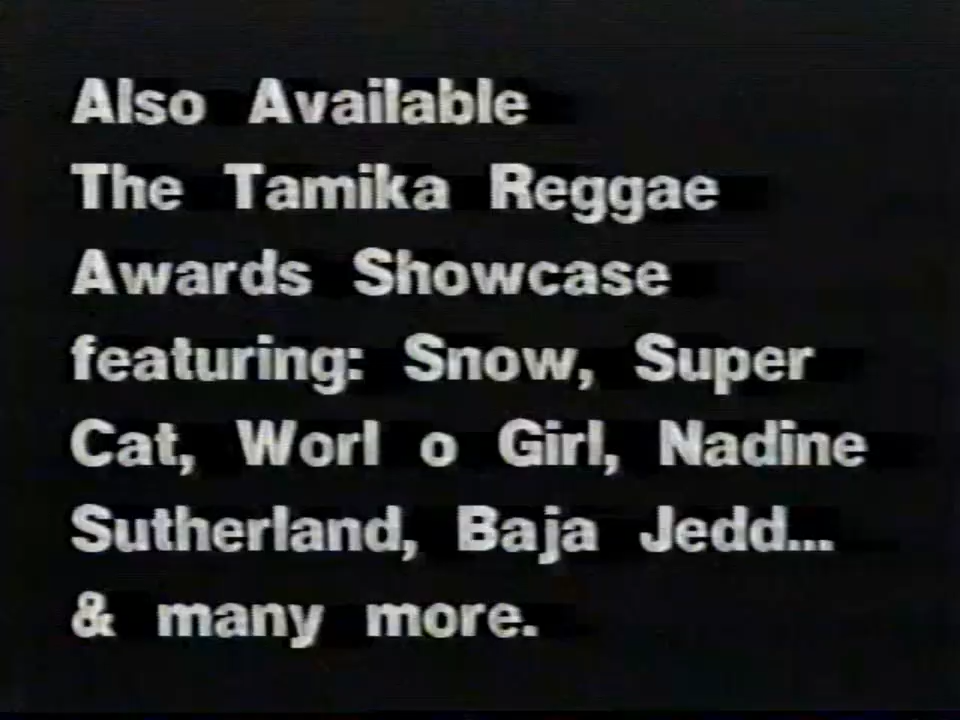 Also Available
The Tamika Reggae
Awards Showcase
featuring: Snow, Super
Cat, Worl o Girl, Nadine
Sutherland, Baja Jedd...
& many more.